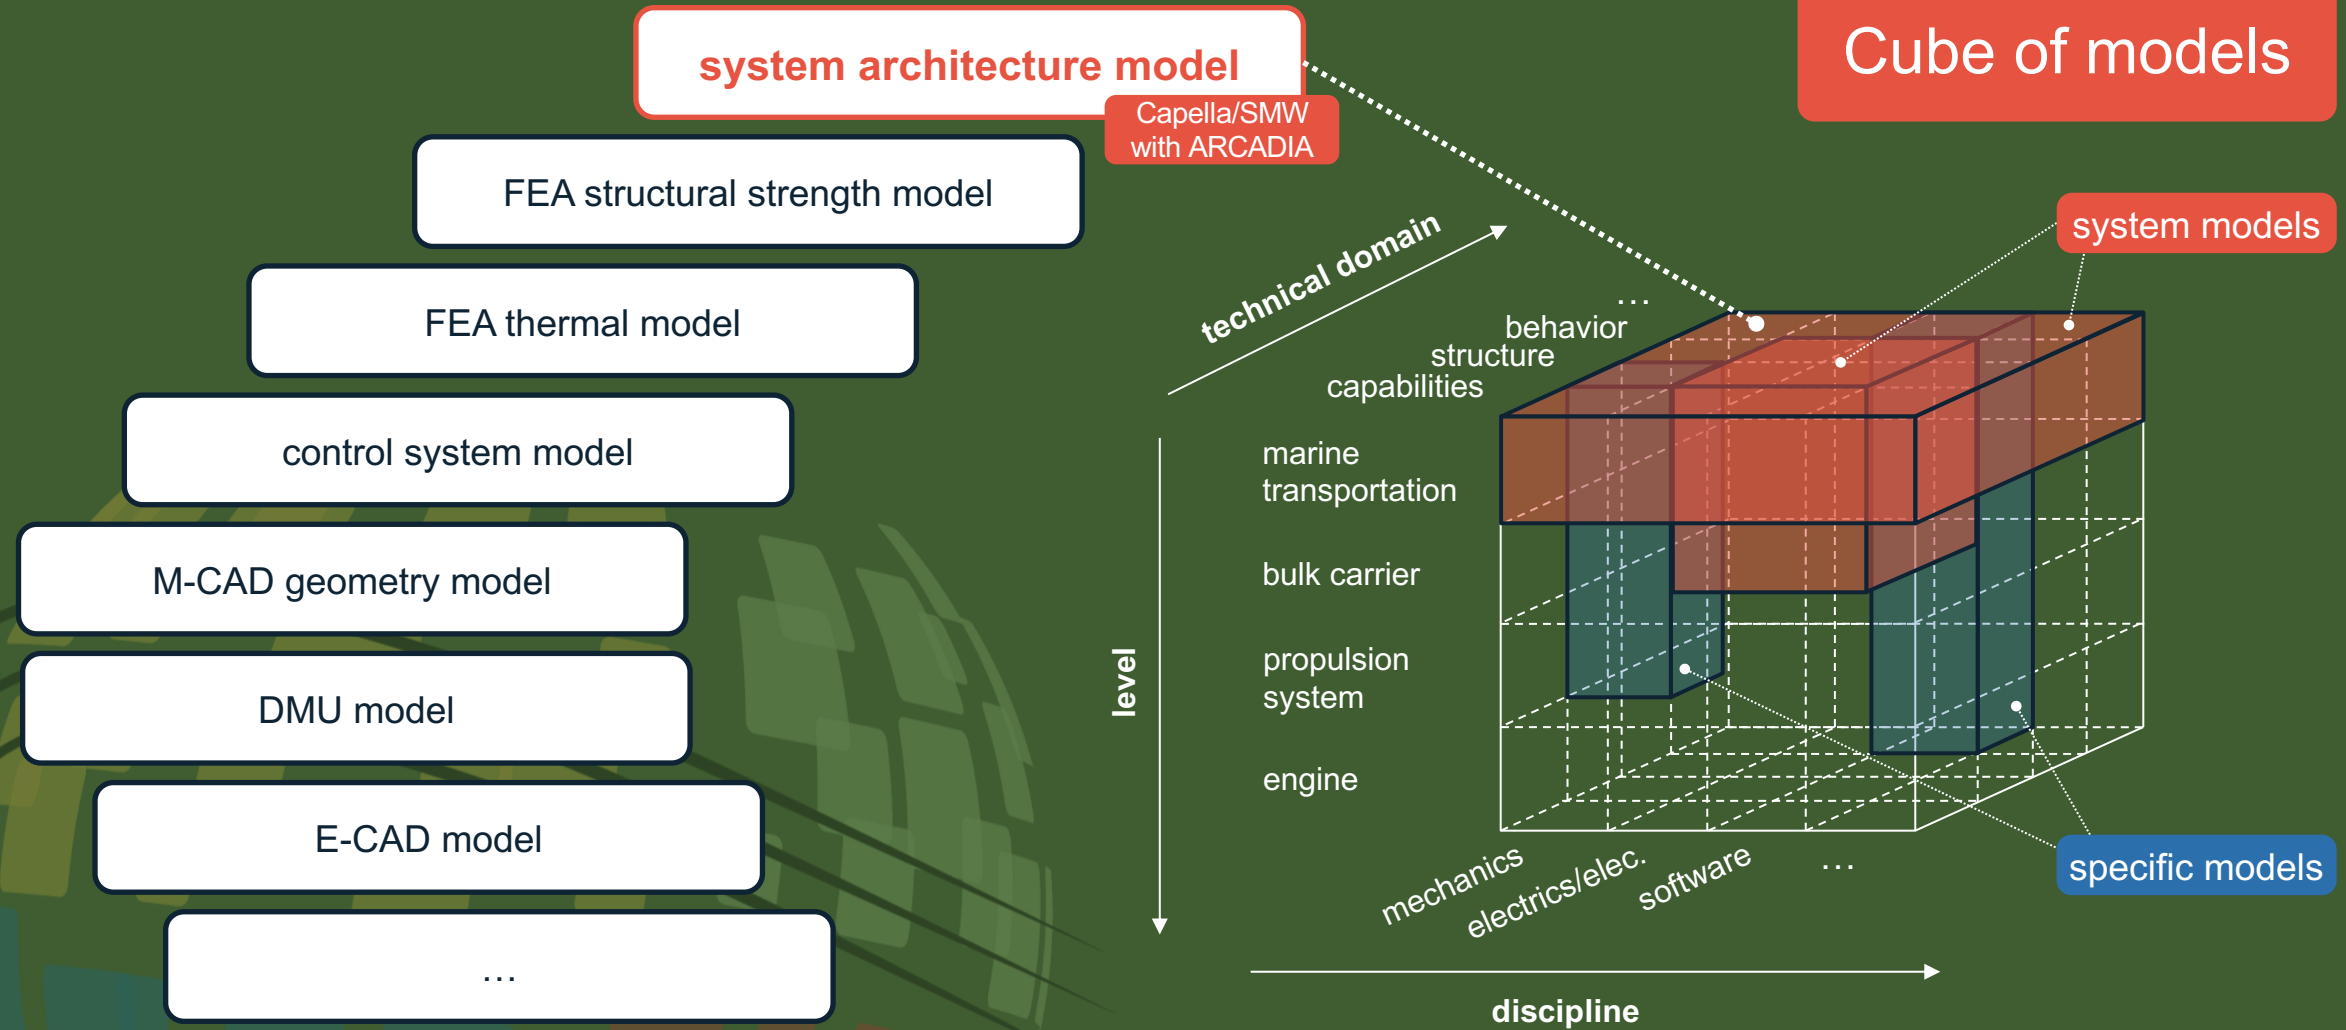 Cube of models
system architecture model
Capella/SMW
with ARCADIA
FEA structural strength model
FEA thermal model
control system model
M-CAD geometry model
DMU model
E-CAD model
...
technical domain
...
behavior
structure
capabilities
system models
level
marine
transportation
bulk carrier
propulsion
system
engine
mechanics
electrics/elec.
software
...
specific models
discipline